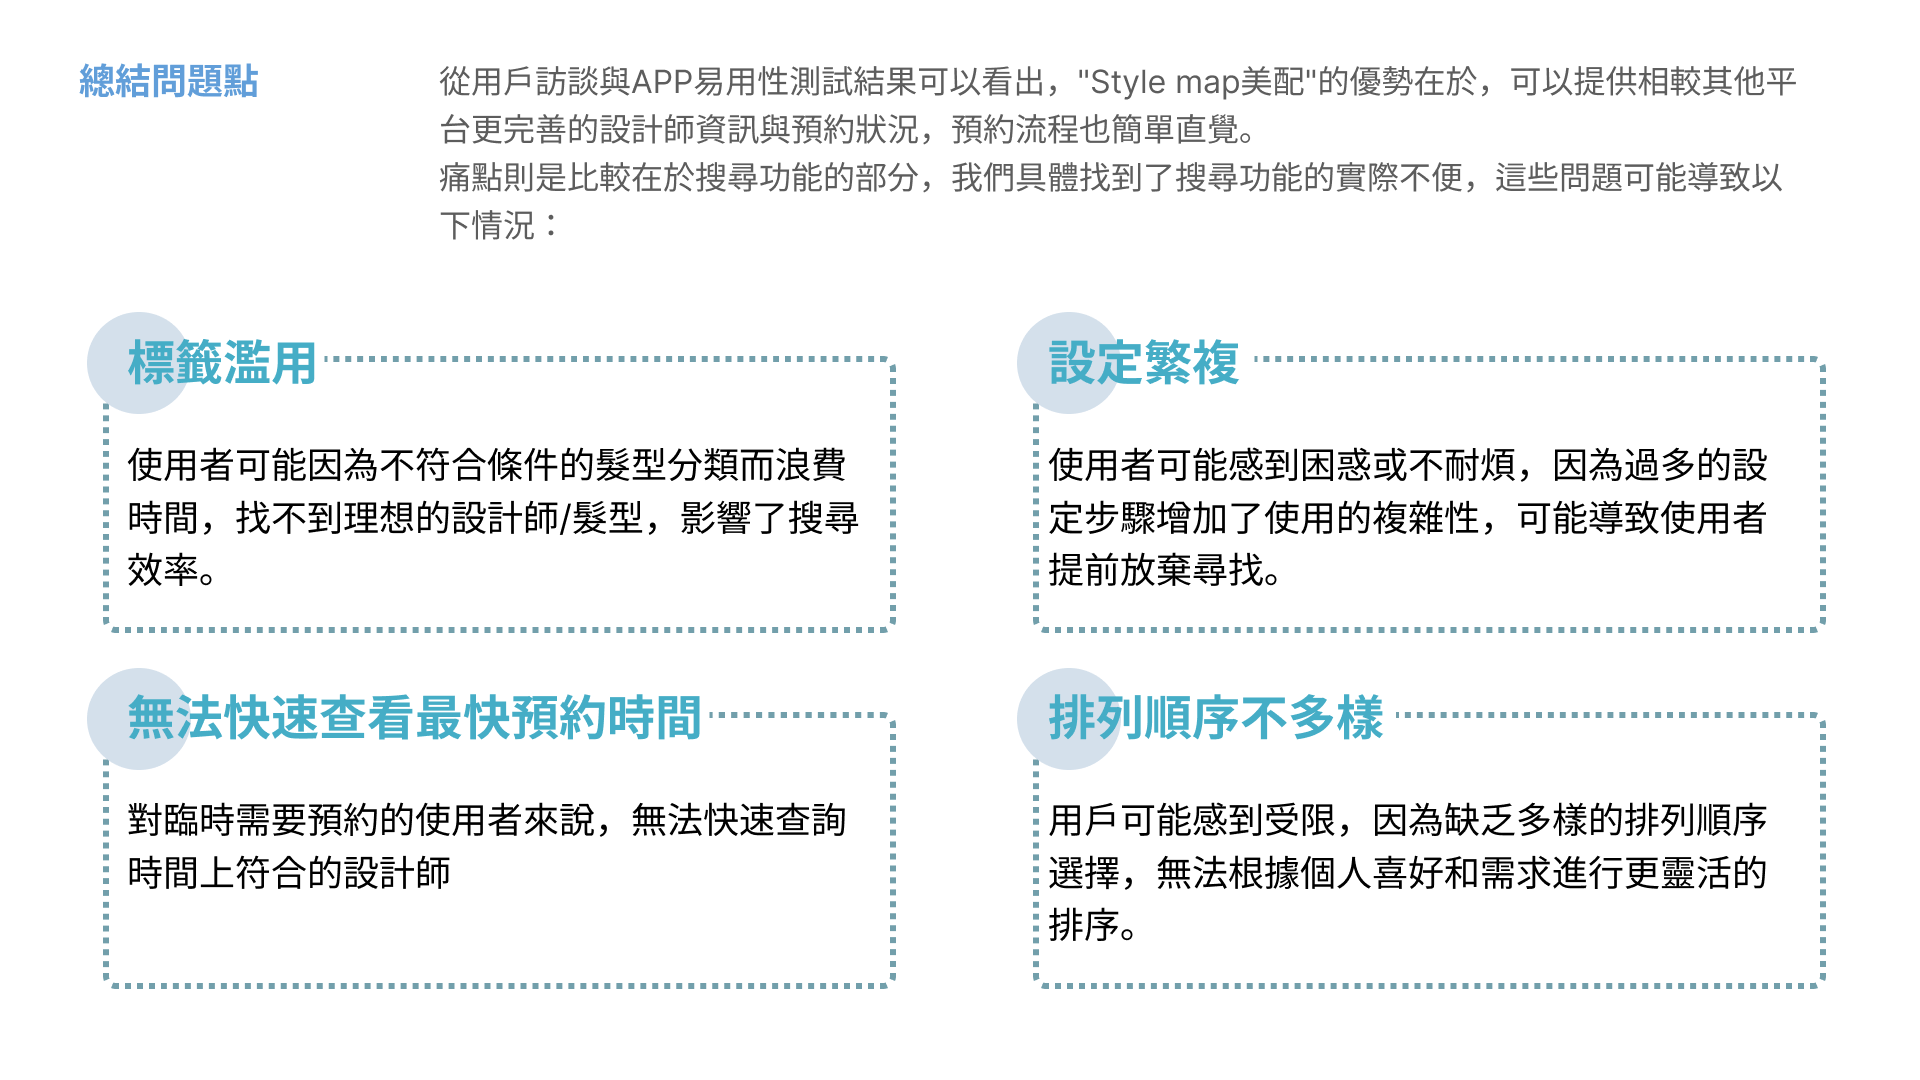 總結問題點
從用戶訪談與APP易用性測試結果可以看出，"Style map美配"的優勢在於，可以提供相較其他平
台更完善的設計師資訊與預約狀況，預約流程也簡單直覺。
痛點則是比較在於搜尋功能的部分，我們具體找到了搜尋功能的實際不便，這些問題可能導致以
下情況：
標籤濫用
使用者可能因為不符合條件的髮型分類而浪費
時間，找不到理想的設計師/髮型，影響了搜尋
效率。
設定繁複
使用者可能感到困惑或不耐煩，因為過多的設
定步驟增加了使用的複雜性，可能導致使用者
提前放棄尋找。
無法快速查看最快預約時間
對臨時需要預約的使用者來說，無法快速查詢
時間上符合的設計師
排列順序不多樣
用戶可能感到受限，因為缺乏多樣的排列順序
選擇，無法根據個人喜好和需求進行更靈活的
排序。